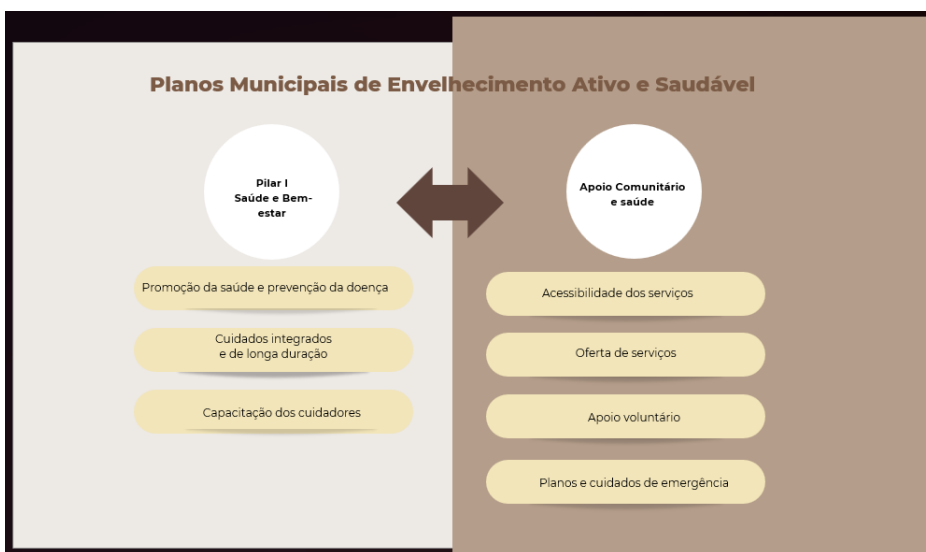 Planos Municipais de Envelhecimento Ativo e Saudável
Pilar I
Saúde e Bem-
estar
Promoção da saúde e prevenção da doença
Cuidados integrados
e de longa duração
Capacitação dos cuidadores
Apoio Comunitário
e saúde
Acessibilidade dos serviços
Oferta de serviços
Apoio voluntário
Planos e cuidados de emergência